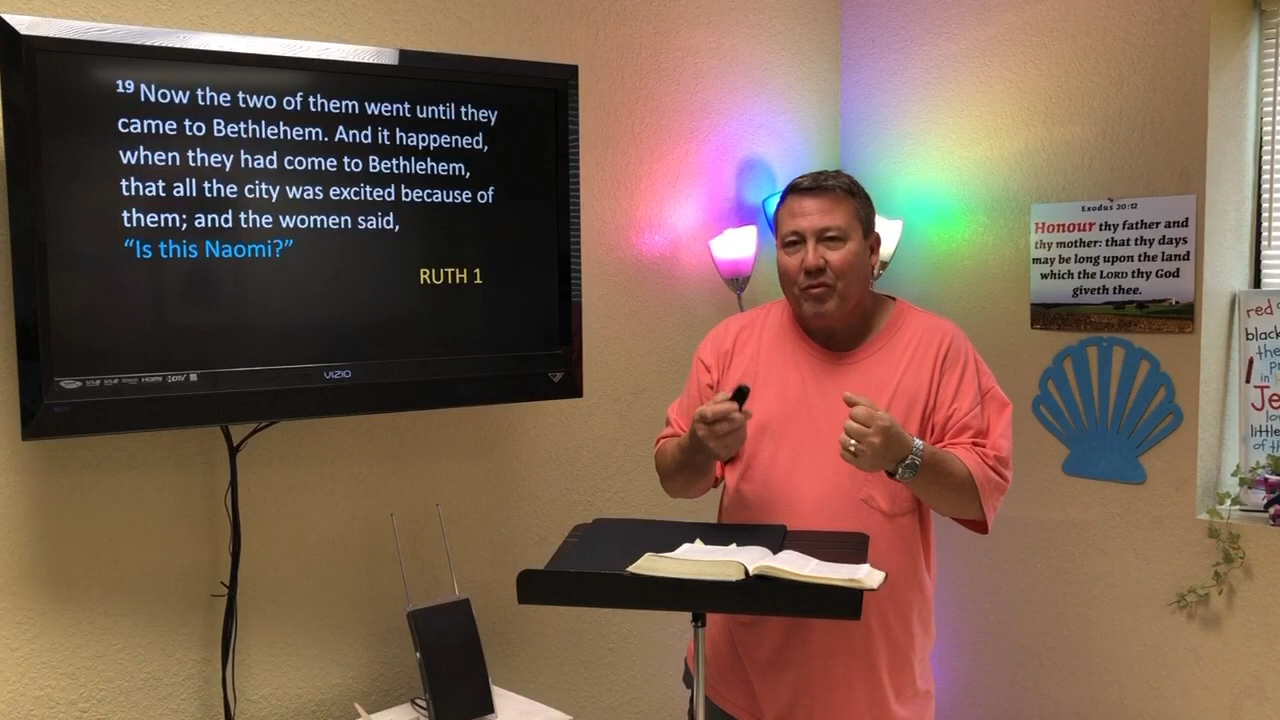 19 Now the two of them went until they
came to Bethlehem. And it happened,
when they had come to Bethlehem,
that all the city was excited because of
them; and the women said,
“Is this Naomi?”
RUTH 1
HDMI
VIZIO
Exodus 20:12
Honour thy father and
thy mother: that thy days
may be long upon the land
which the LORD thy God
giveth thee.
red
black
the
in
little
of